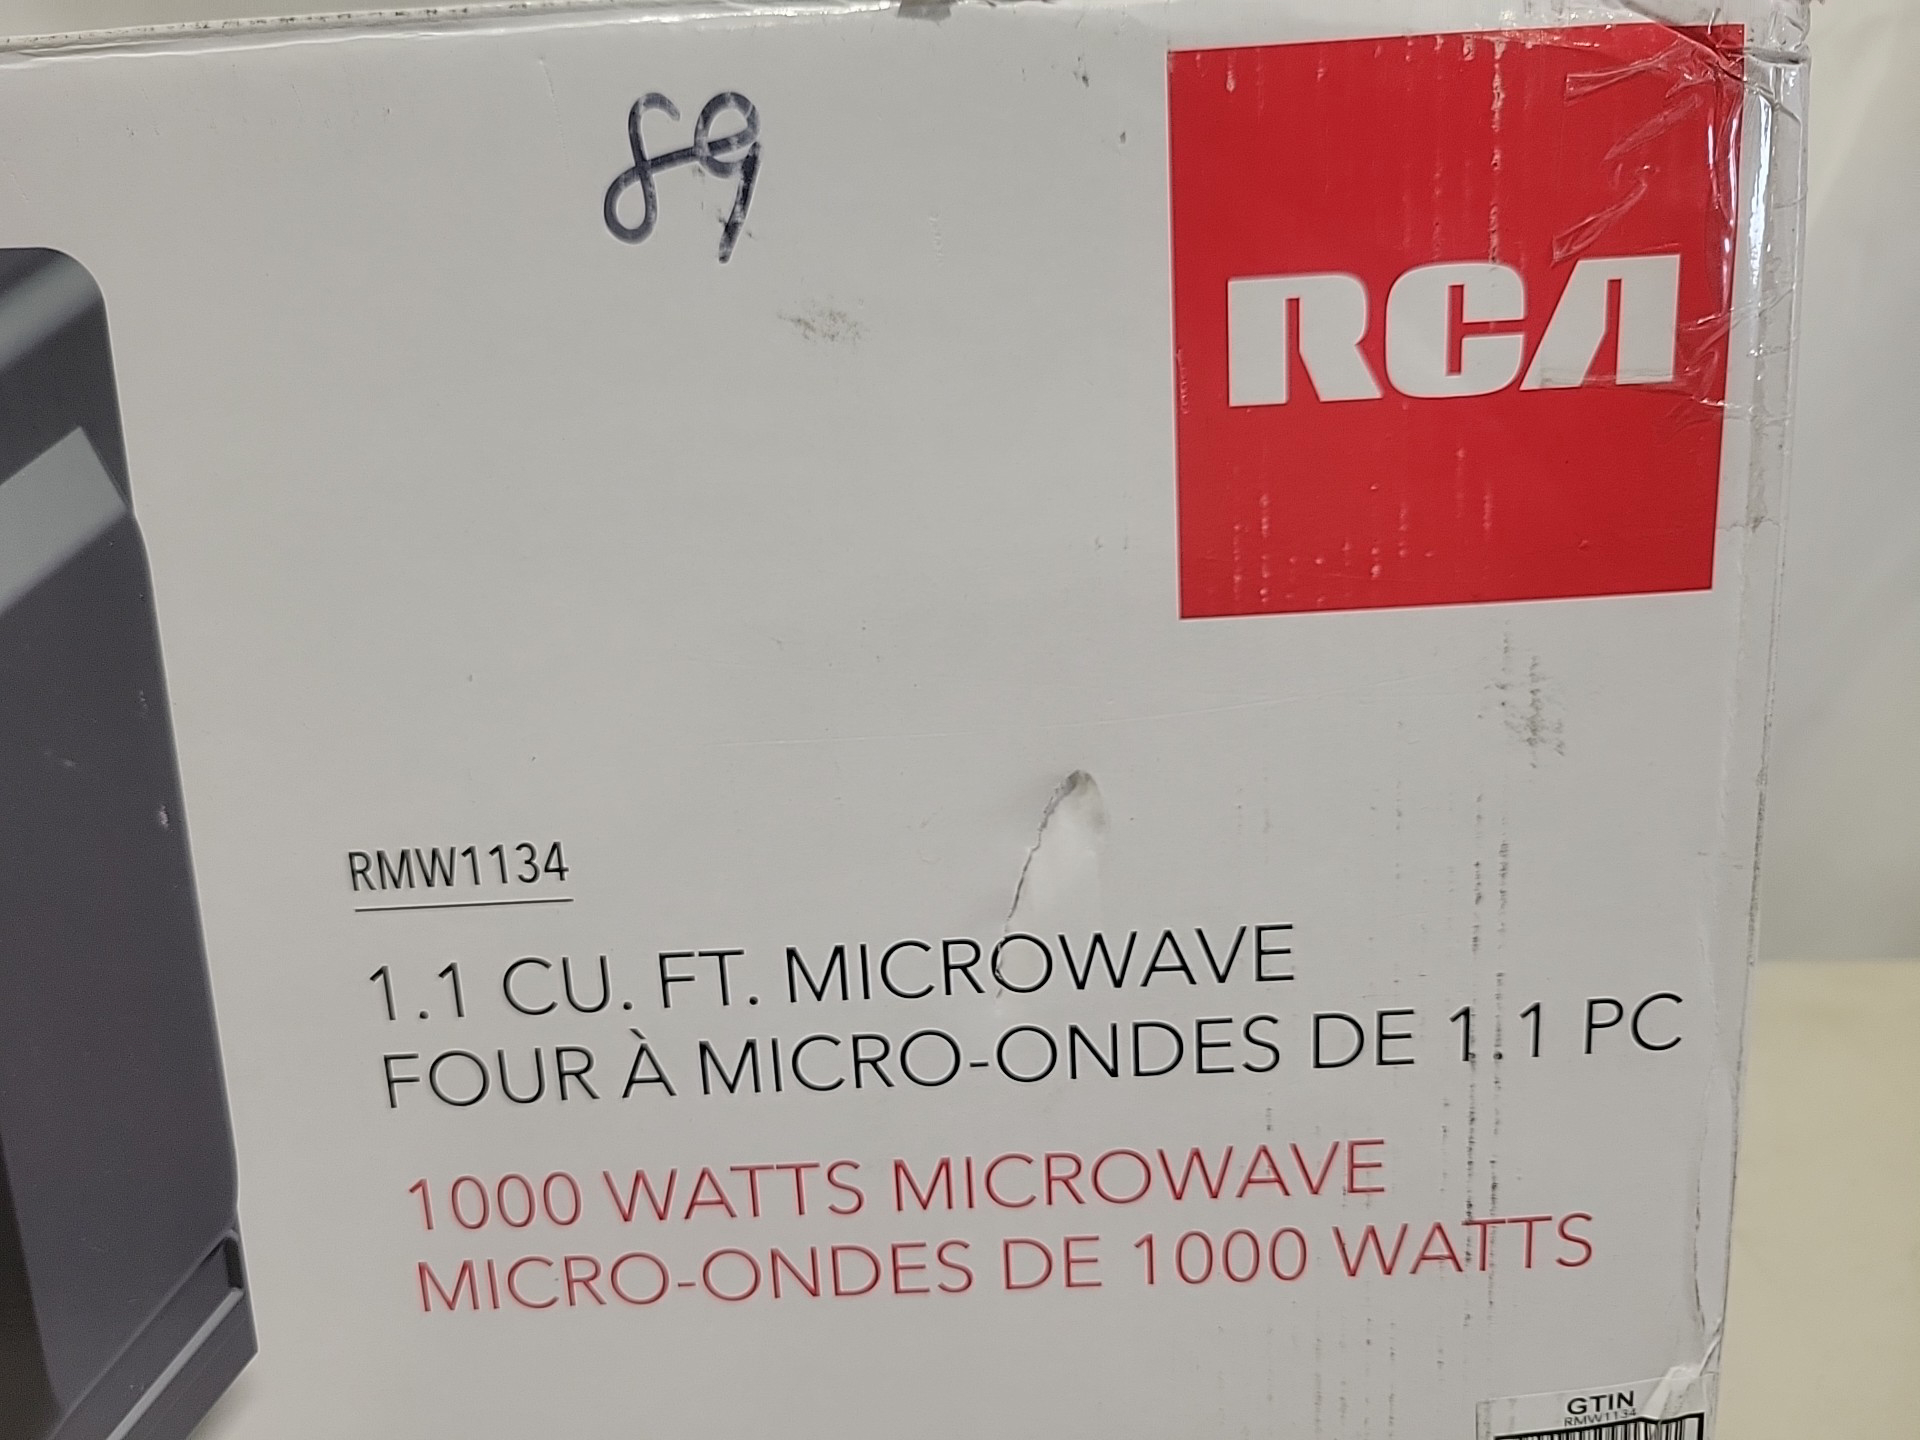 89
RCA
RMW1134
1.1 CU. FT. MICROWAVE
FOUR À MICRO-ONDES DE 1.1 PC
1000 WATTS MICROWAVE
MICRO-ONDES DE 1000 WATTS
GTIN
RMW1134